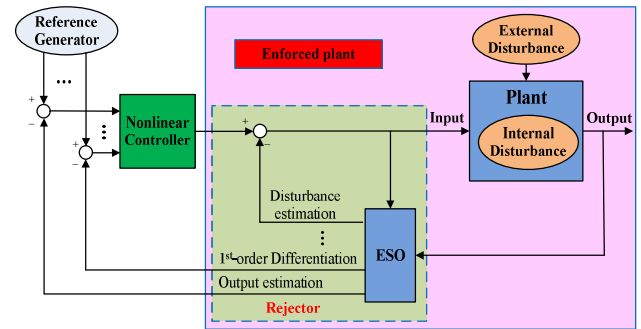 Reference
Generator
External
Disturbance
Enforced plant
...
Plant
+
−
Nonlinear
Controller
...
+
−
+
−
Input
Output
Internal
Disturbance
Disturbance
estimation
...
ESO
1st-order Differentiation
Output estimation
Rejector